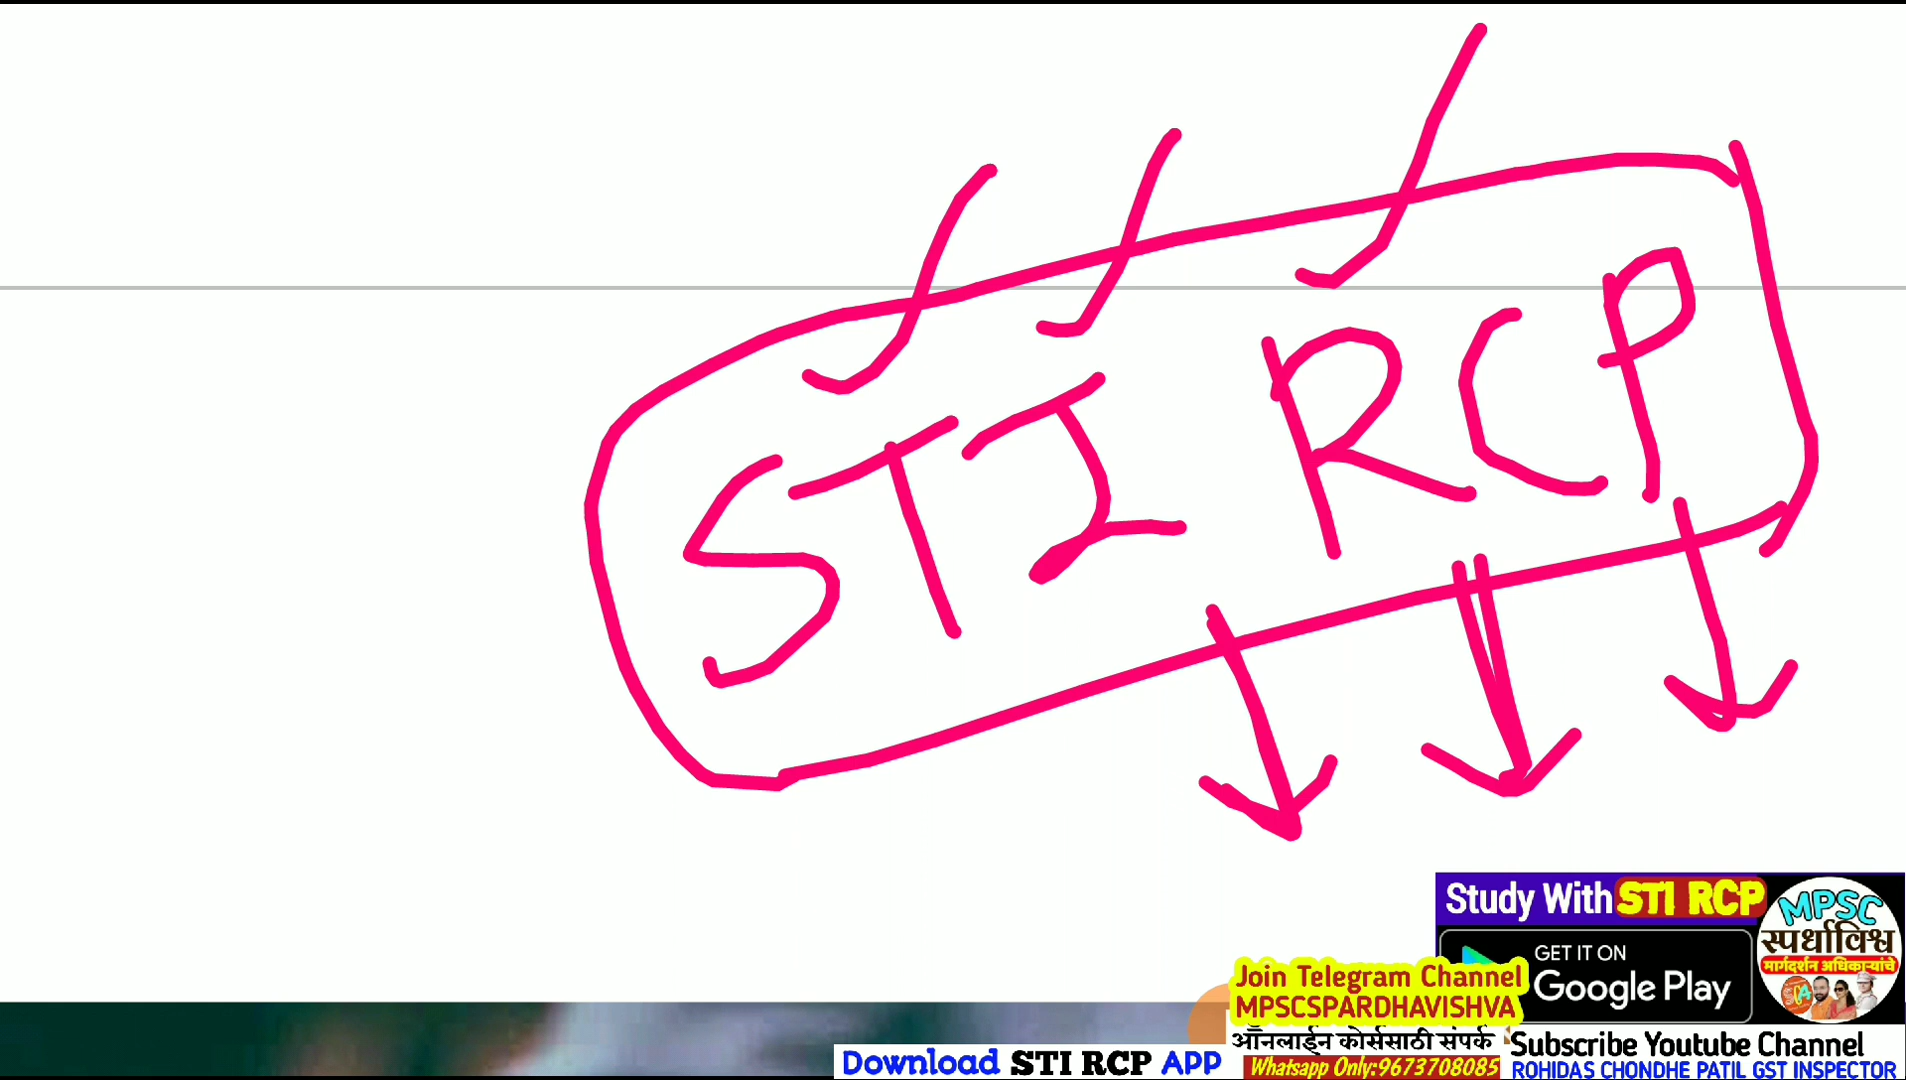 STI RCP
Study With STI RCP
MPSC
स्पर्धाविश्व
मार्गदर्शन अधिकाऱ्यांचे
GET IT ON
Google Play
Join Telegram Channel
MPSCSPARDHAVISHVA
ऑनलाईन कोर्ससाठी संपर्क
Whatsapp Only:9673708085
Download STI RCP APP
Subscribe Youtube Channel
ROHIDAS CHONDHE PATIL GST INSPECTOR